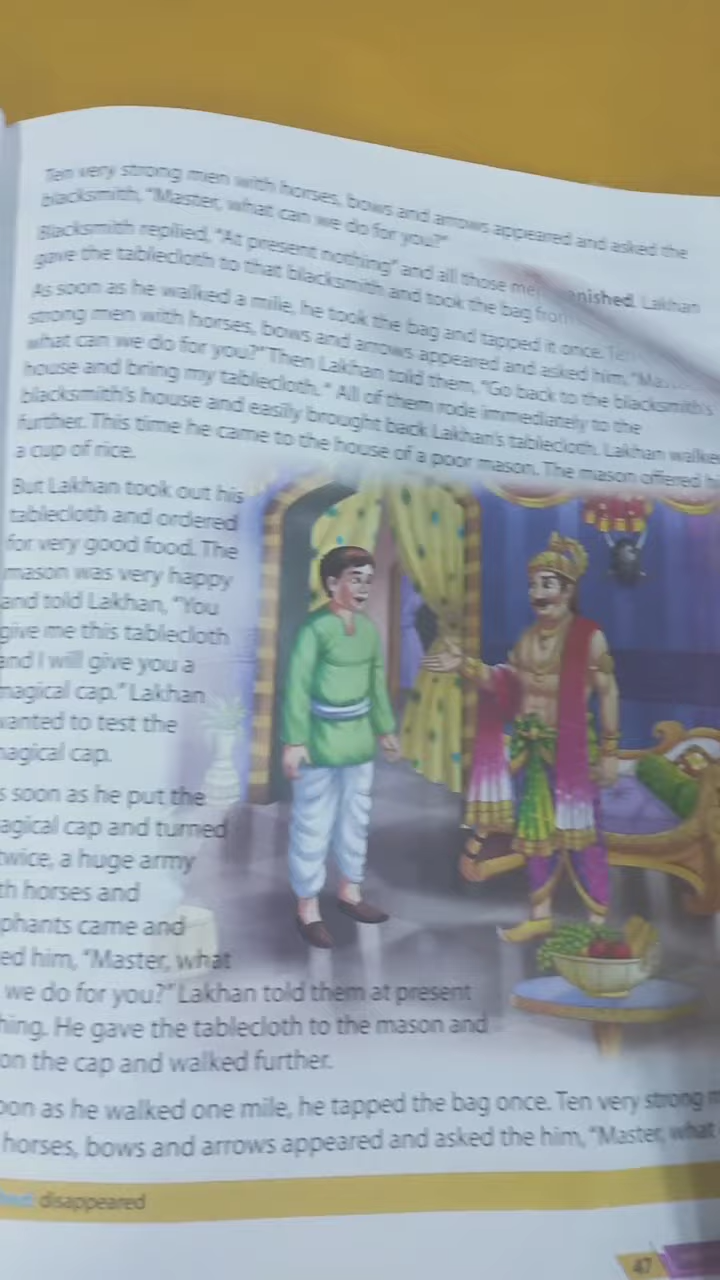 Ten very strong men with horses, bows and arrows appeared and asked the
blacksmith, "Master, what can we do for you?"
Blacksmith replied, "At present nothing" and all those men vanished. Lakhan
gave the tablecloth to that blacksmith and took the bag from
As soon as he walked a mile, he took the bag and tapped it once. Ten
strong men with horses, bows and arrows appeared and asked him, "Ma
what can we do for you?" Then Lakhan told them, "Go back to the blacksmith's
house and bring my tablecloth. " All of them rode immediately to the
blacksmith's house and easily brought back Lakhan's tablecloth. Lakhan walke
further. This time he came to the house of a poor mason. The mason offered
a cup of rice.
But Lakhan took out his
tablecloth and ordered
for very good food. The
mason was very happy
and told Lakhan, "You
give me this tablecloth
and I will give you a
magical cap." Lakhan
wanted to test the
magical cap.
s soon as he put the
agical cap and turned
twice, a huge army
th horses and
phants came and
ed him, "Master, what
we do for you?" Lakhan told them at present
hing. He gave the tablecloth to the mason and
on the cap and walked further.
oon as he walked one mile, he tapped the bag once. Ten very strong m
horses, bows and arrows appeared and asked the him, "Master, what
disappeared
47